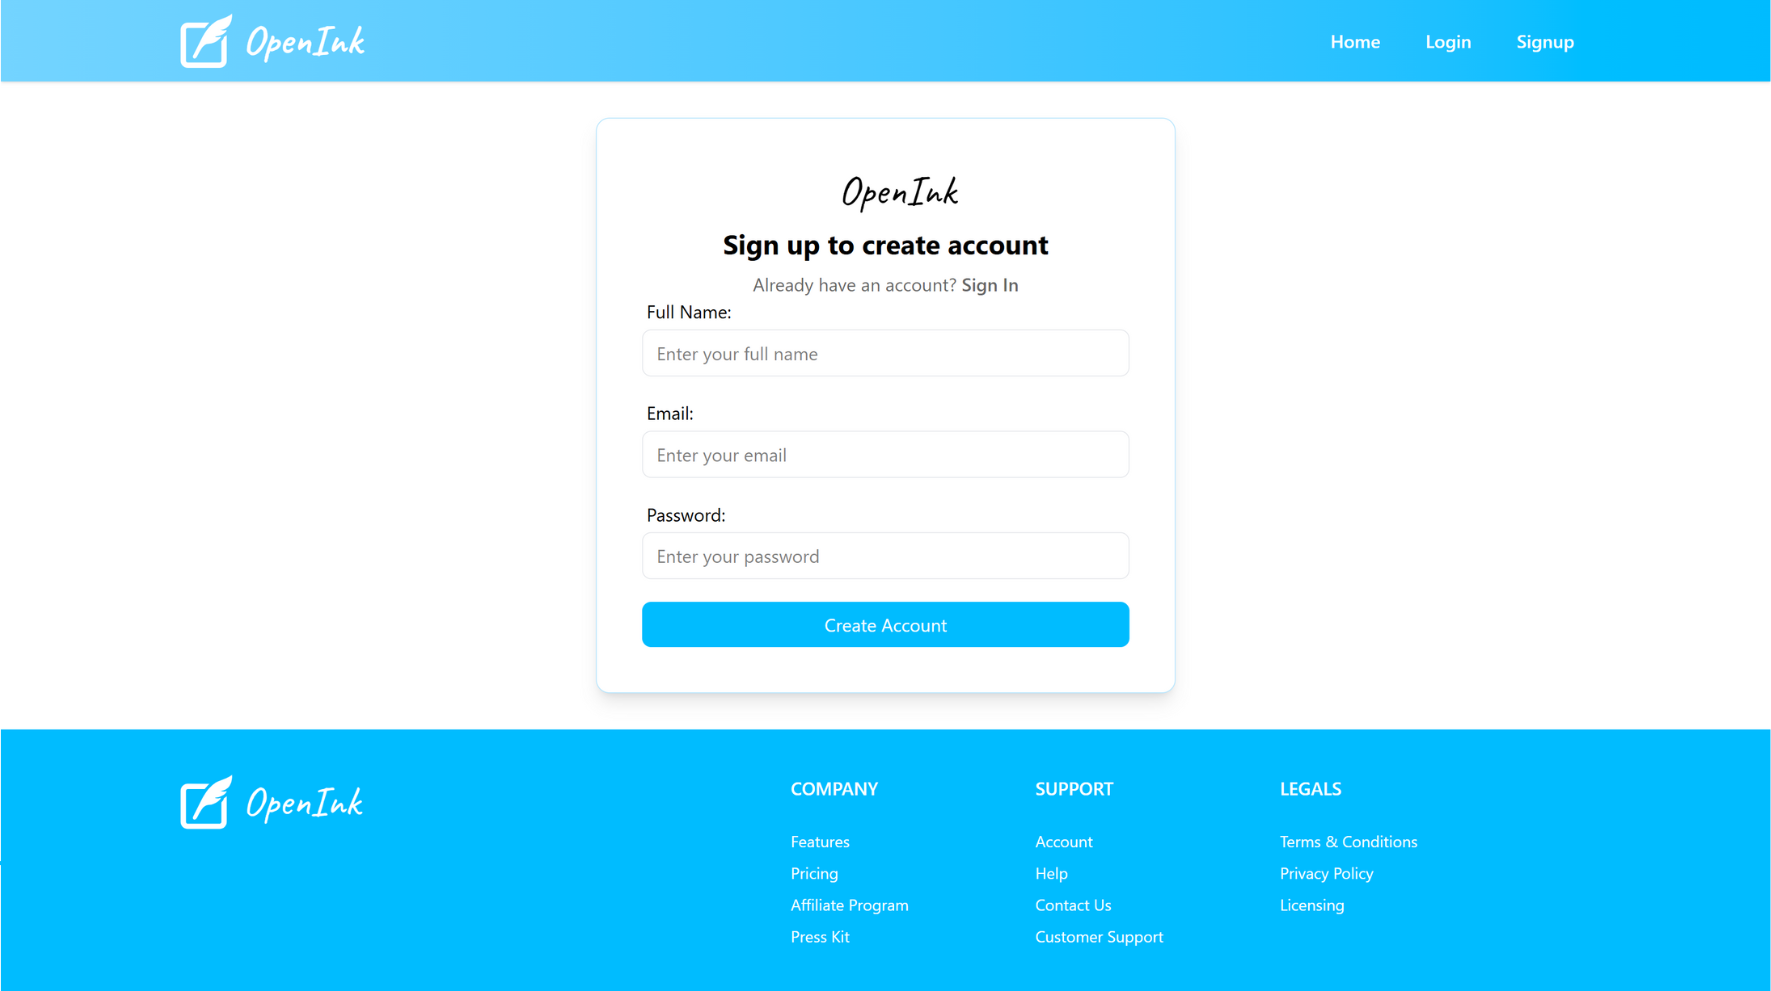 OpenInk
Home Login Signup
OpenInk
Sign up to create account
Already have an account? Sign In
Full Name:
Enter your full name
Email:
Enter your email
Password:
Enter your password
Create Account
OpenInk
COMPANY
Features
Pricing
Affiliate Program
Press Kit
SUPPORT
Account
Help
Contact Us
Customer Support
LEGALS
Terms & Conditions
Privacy Policy
Licensing